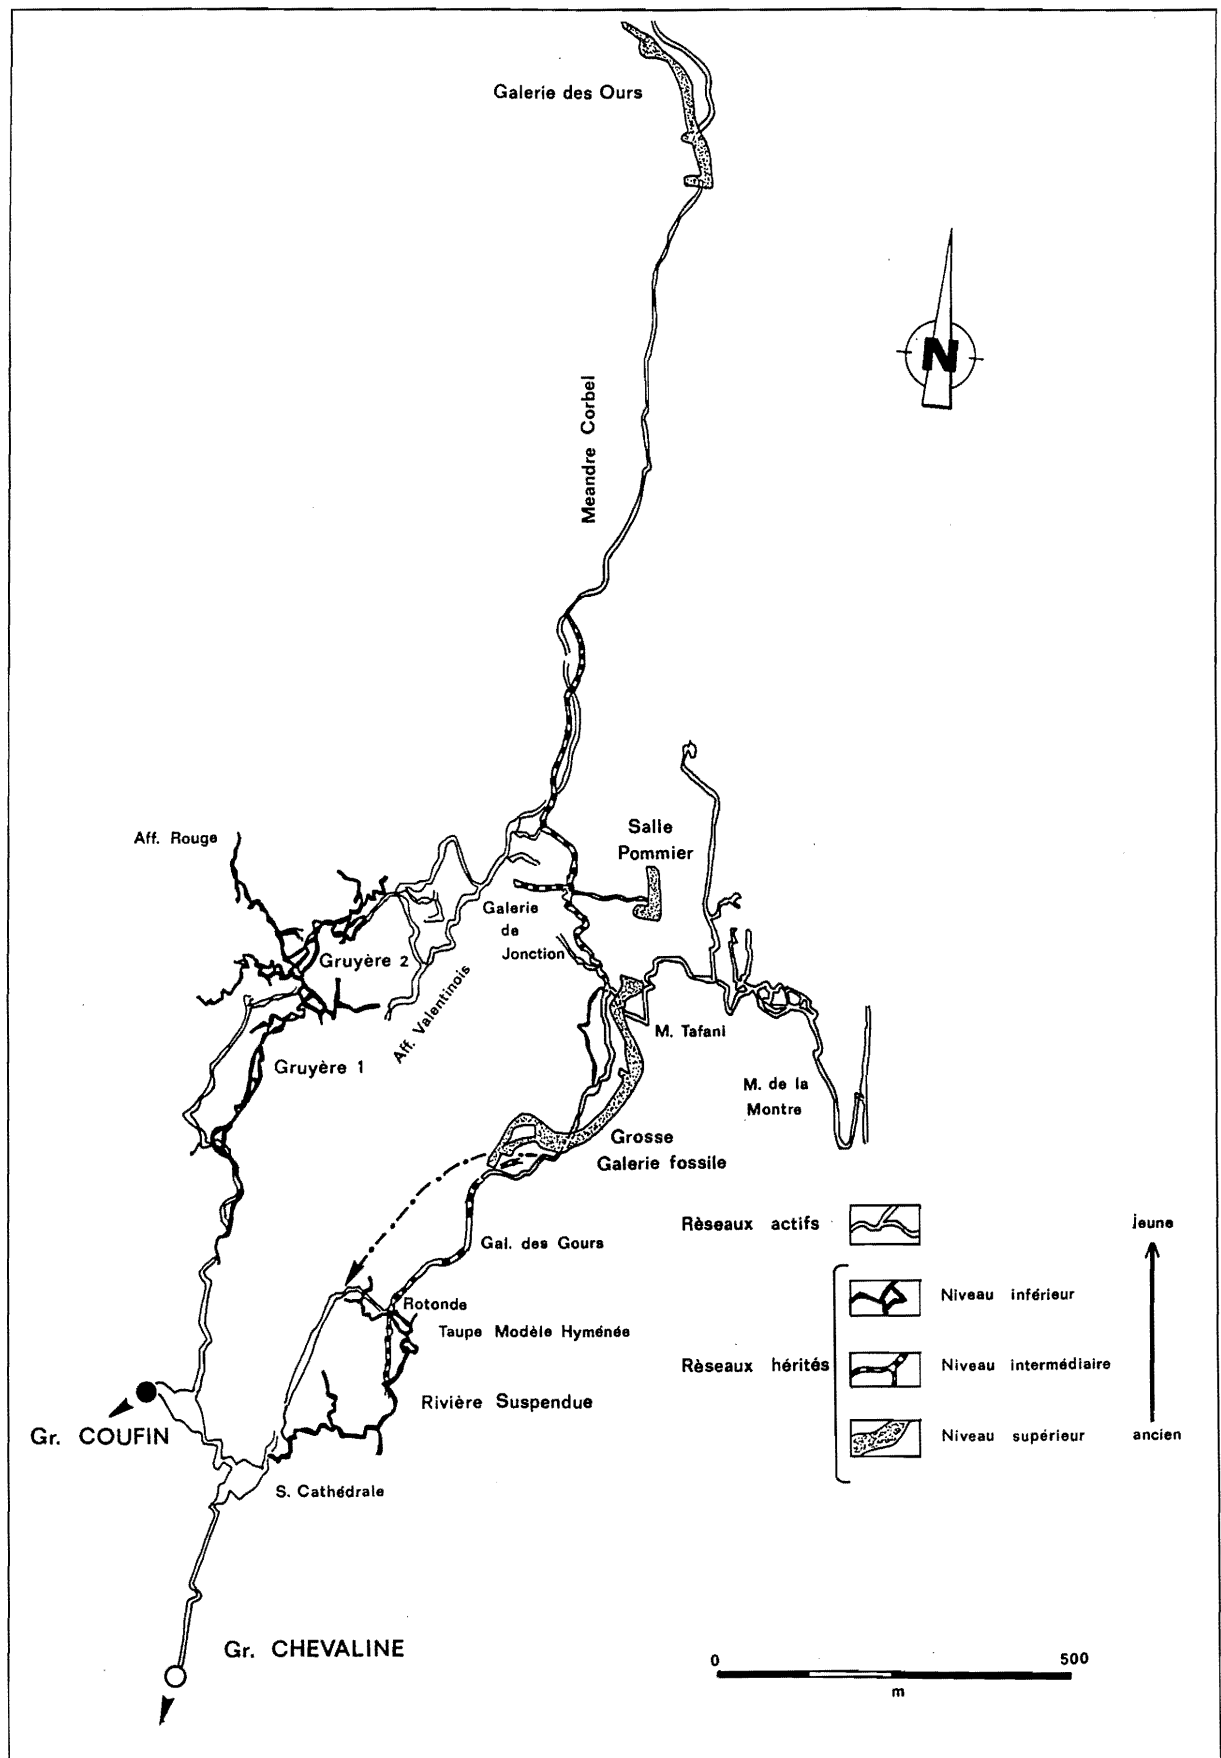 Galerie des Ours
N
Meandre Corbel
Aff. Rouge
Salle
Pommier
Galerie
de
Jonction
Gruyère 2
Aff. Valentinois
M. Tafani
Gruyère 1
M. de la
Montre
Grosse
Galerie fossile
Rèseaux actifs
jeune
Gal. des Gours
Niveau inférieur
Rotonde
Taupe Modèle Hyménée
Rèseaux hérités
Niveau intermédiaire
Rivière Suspendue
Gr. COUFIN
Niveau supérieur
ancien
S. Cathédrale
Gr. CHEVALINE
0
500
m